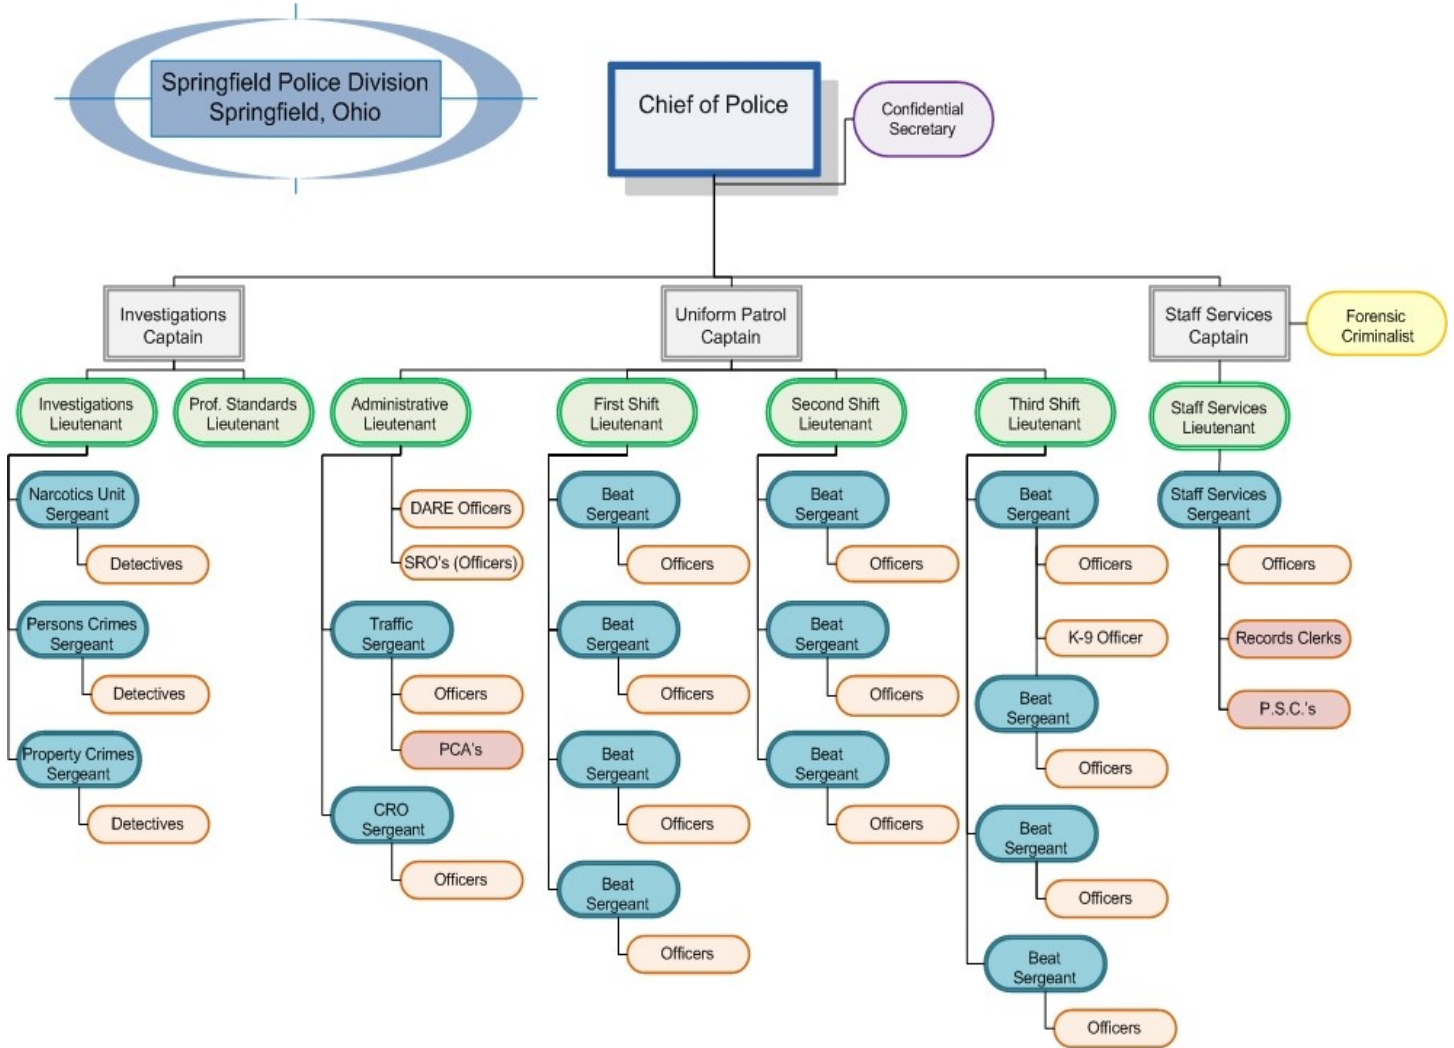 Springfield Police Division
Springfield, Ohio
Chief of Police
Confidential
Secretary
Investigations
Captain
Uniform Patrol
Captain
Staff Services
Captain
Forensic
Criminalist
Investigations
Lieutenant
Prof. Standards
Lieutenant
Administrative
Lieutenant
First Shift
Lieutenant
Second Shift
Lieutenant
Third Shift
Lieutenant
Staff Services
Lieutenant
Narcotics Unit
Sergeant
Detectives
Persons Crimes
Sergeant
Detectives
Property Crimes
Sergeant
Detectives
DARE Officers
SRO's (Officers)
Traffic
Sergeant
Officers
PCA's
CRO
Sergeant
Officers
Beat
Sergeant
Officers
Beat
Sergeant
Officers
Beat
Sergeant
Officers
Beat
Sergeant
Officers
Beat
Sergeant
Officers
Beat
Sergeant
Officers
Beat
Sergeant
Officers
Beat
Sergeant
Officers
K-9 Officer
Beat
Sergeant
Officers
Beat
Sergeant
Officers
Beat
Sergeant
Officers
Staff Services
Sergeant
Officers
Records Clerks
P.S.C.'s